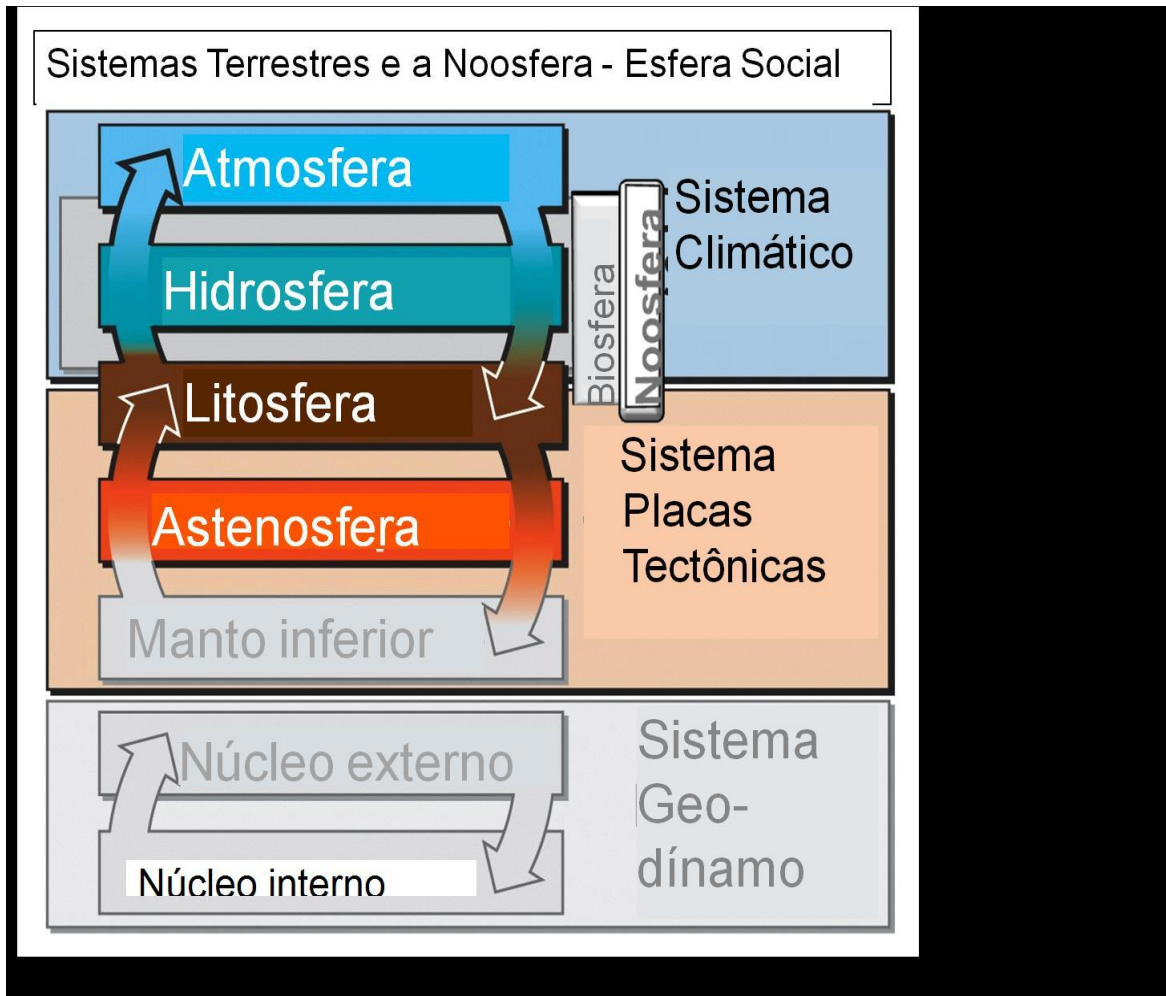 Sistemas Terrestres e a Noosfera - Esfera Social
Atmosfera
Hidrosfera
Biosfera
Noosfera
Sistema
Climático
Litosfera
Astenosfera
Manto inferior
Sistema
Placas
Tectônicas
Núcleo externo
Núcleo interno
Sistema
Geo-
dínamo